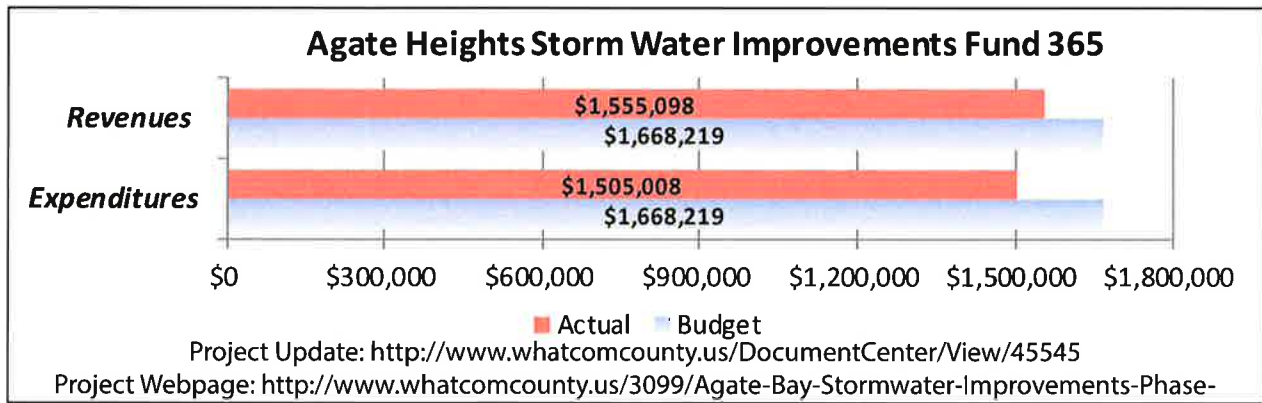 Agate Heights Storm Water Improvements Fund 365
Revenues
$1,555,098
$1,668,219
Expenditures
$1,505,008
$1,668,219
$0 $300,000 $600,000 $900,000 $1,200,000 $1,500,000 $1,800,000
Actual Budget
Project Update: http://www.whatcomcounty.us/DocumentCenter/View/45545
Project Webpage: http://www.whatcomcounty.us/3099/Agate-Bay-Stormwater-Improvements-Phase-